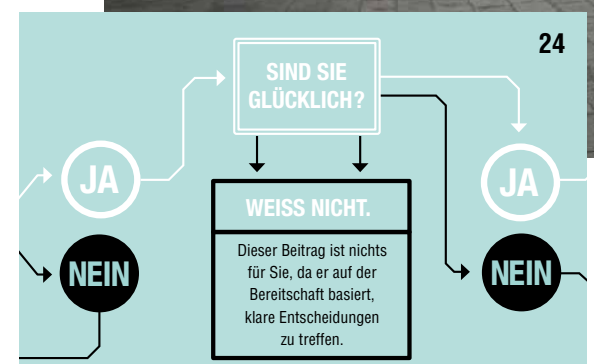 24
SIND SIE
GLÜCKLICH?
JA
JA
WEISS NICHT.
Dieser Beitrag ist nichts
für Sie, da er auf der
Bereitschaft basiert,
klare Entscheidungen
zu treffen.
NEIN
NEIN